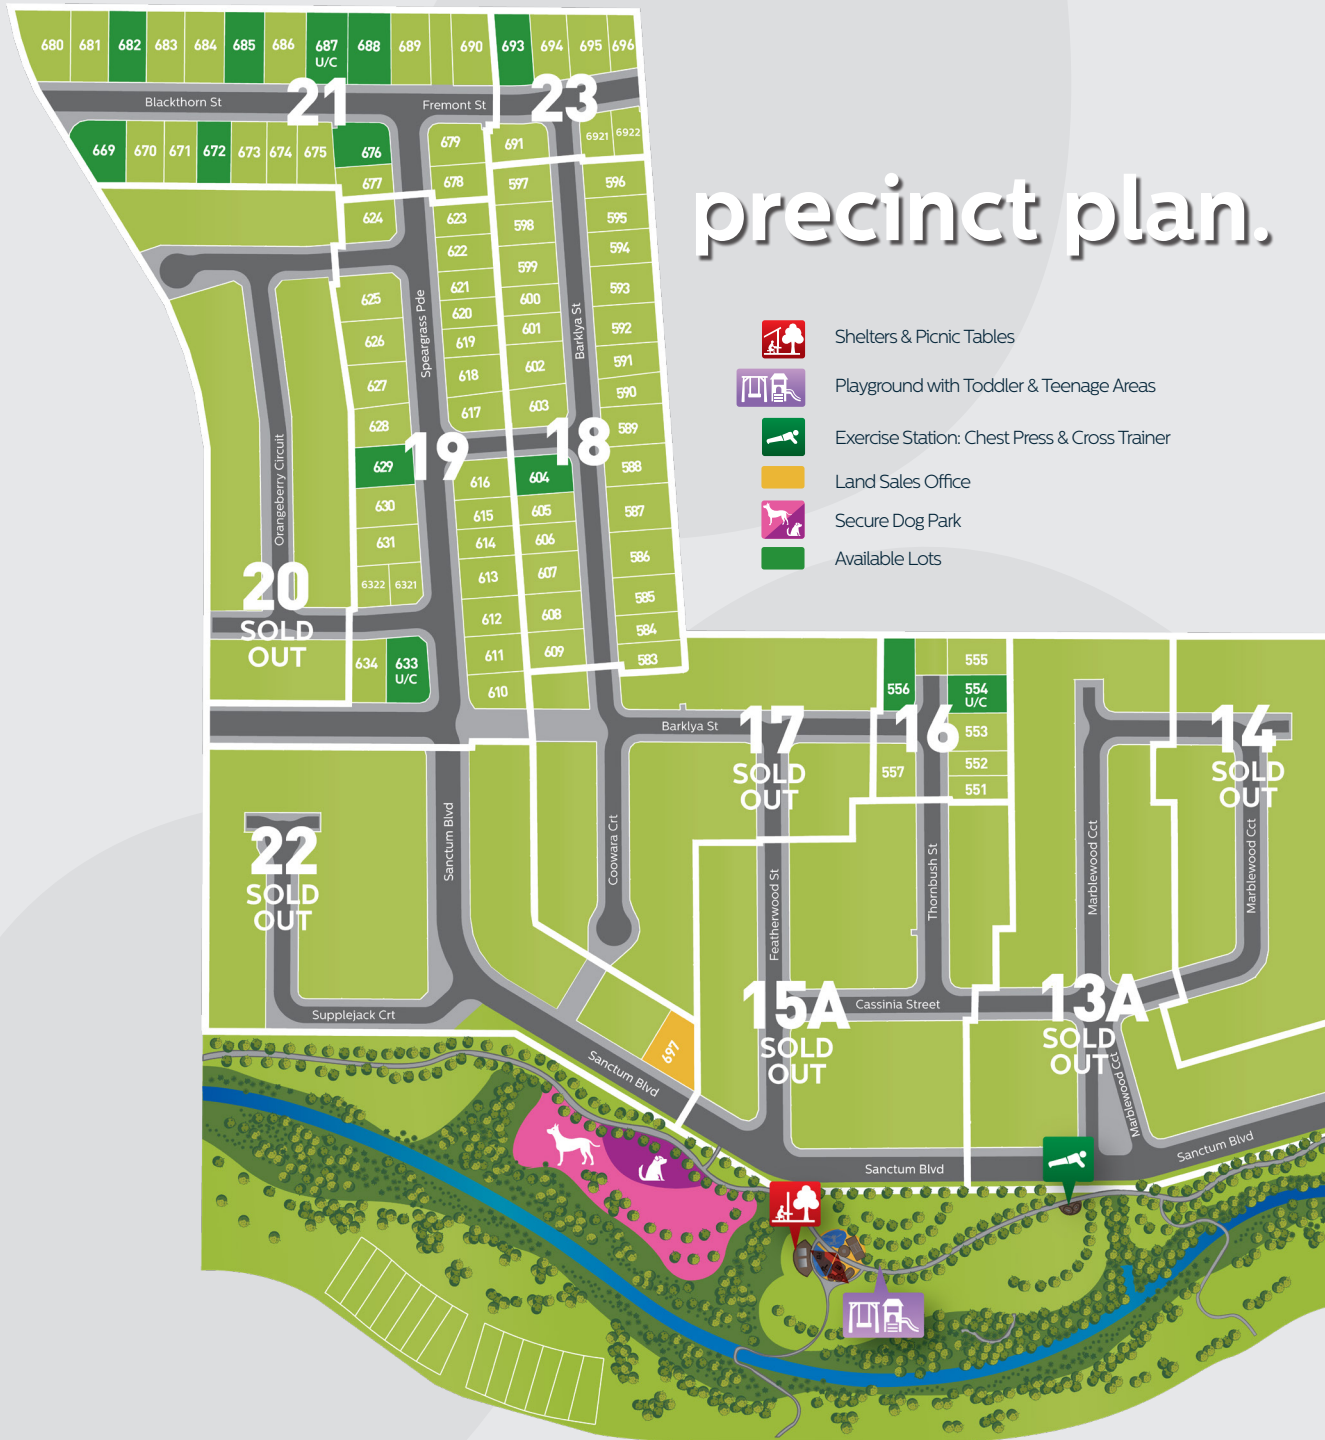 680 681 682 683 684 685 686 687 688 689 690 693 694 695 696
U/C
Blackthorn St
21
Fremont St
23
669 670 671 672 673 674 675 676 679 691 6921 6922
677 678 597 596
624 623 598 595
622 594
599
625 621 600 593
620
626 619 601 592
618 602 591
627 617 603 590
628 589
Speargrass Pde
Barklya St
19
18
629 616 604 588
630 615 605 587
631 614 606 586
6322 6321 613 607 585
612 608 584
634 633 611 609 583
U/C
610
Orangeberry Circuit
20
SOLD
OUT
precinct plan.
Shelters & Picnic Tables
Playground with Toddler & Teenage Areas
Exercise Station: Chest Press & Cross Trainer
Land Sales Office
Secure Dog Park
Available Lots
555
556 554
U/C
553
552
557
551
Barklya St
17
SOLD
OUT
16
14
SOLD
OUT
22
SOLD
OUT
Sanctum Blvd
Coowara Crt
Featherwood St
Thornbush St
Marblewood Cct
Marblewood Cct
Supplejack Crt
15A
SOLD
OUT
Cassinia Street
13A
SOLD
OUT
697
Sanctum Blvd
Marblewood Cct
Sanctum Blvd
Sanctum Blvd